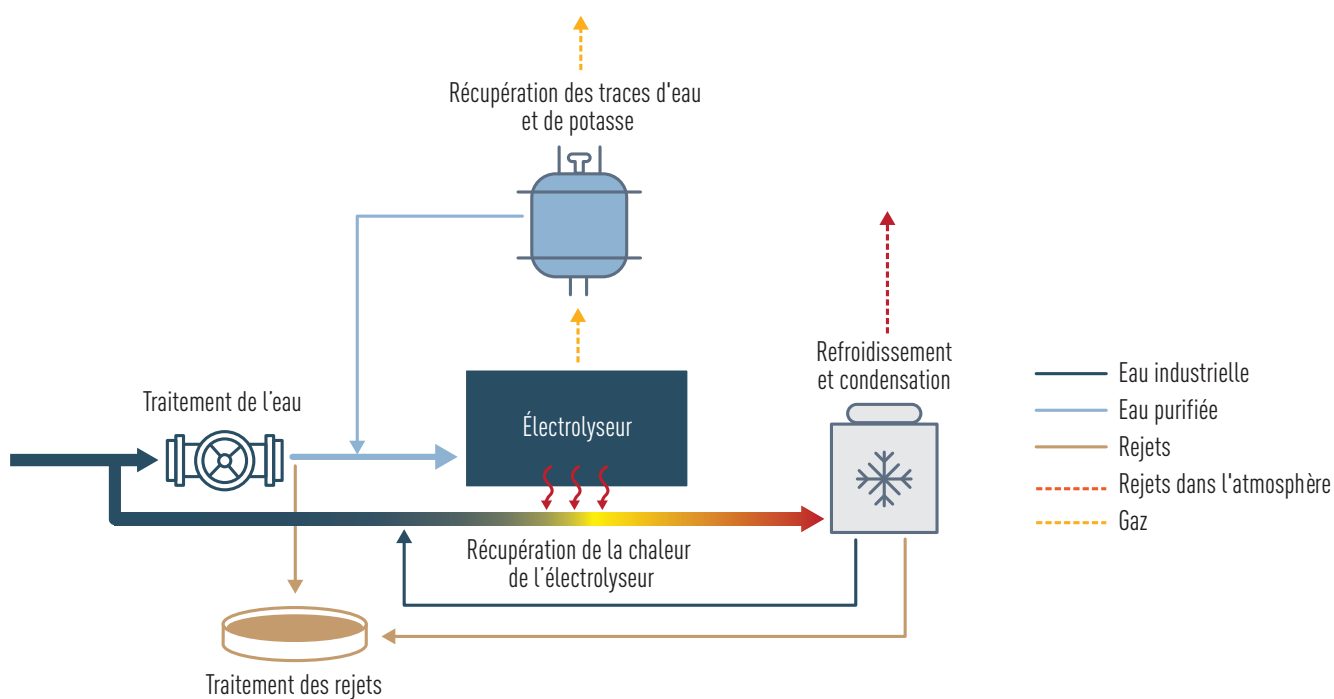 Récupération des traces d'eau
et de potasse
Refroidissement
et condensation
Traitement de l'eau
Électrolyseur
Récupération de la chaleur
de l'électrolyseur
Traitement des rejets
Eau industrielle
Eau purifiée
Rejets
Rejets dans l'atmosphère
Gaz